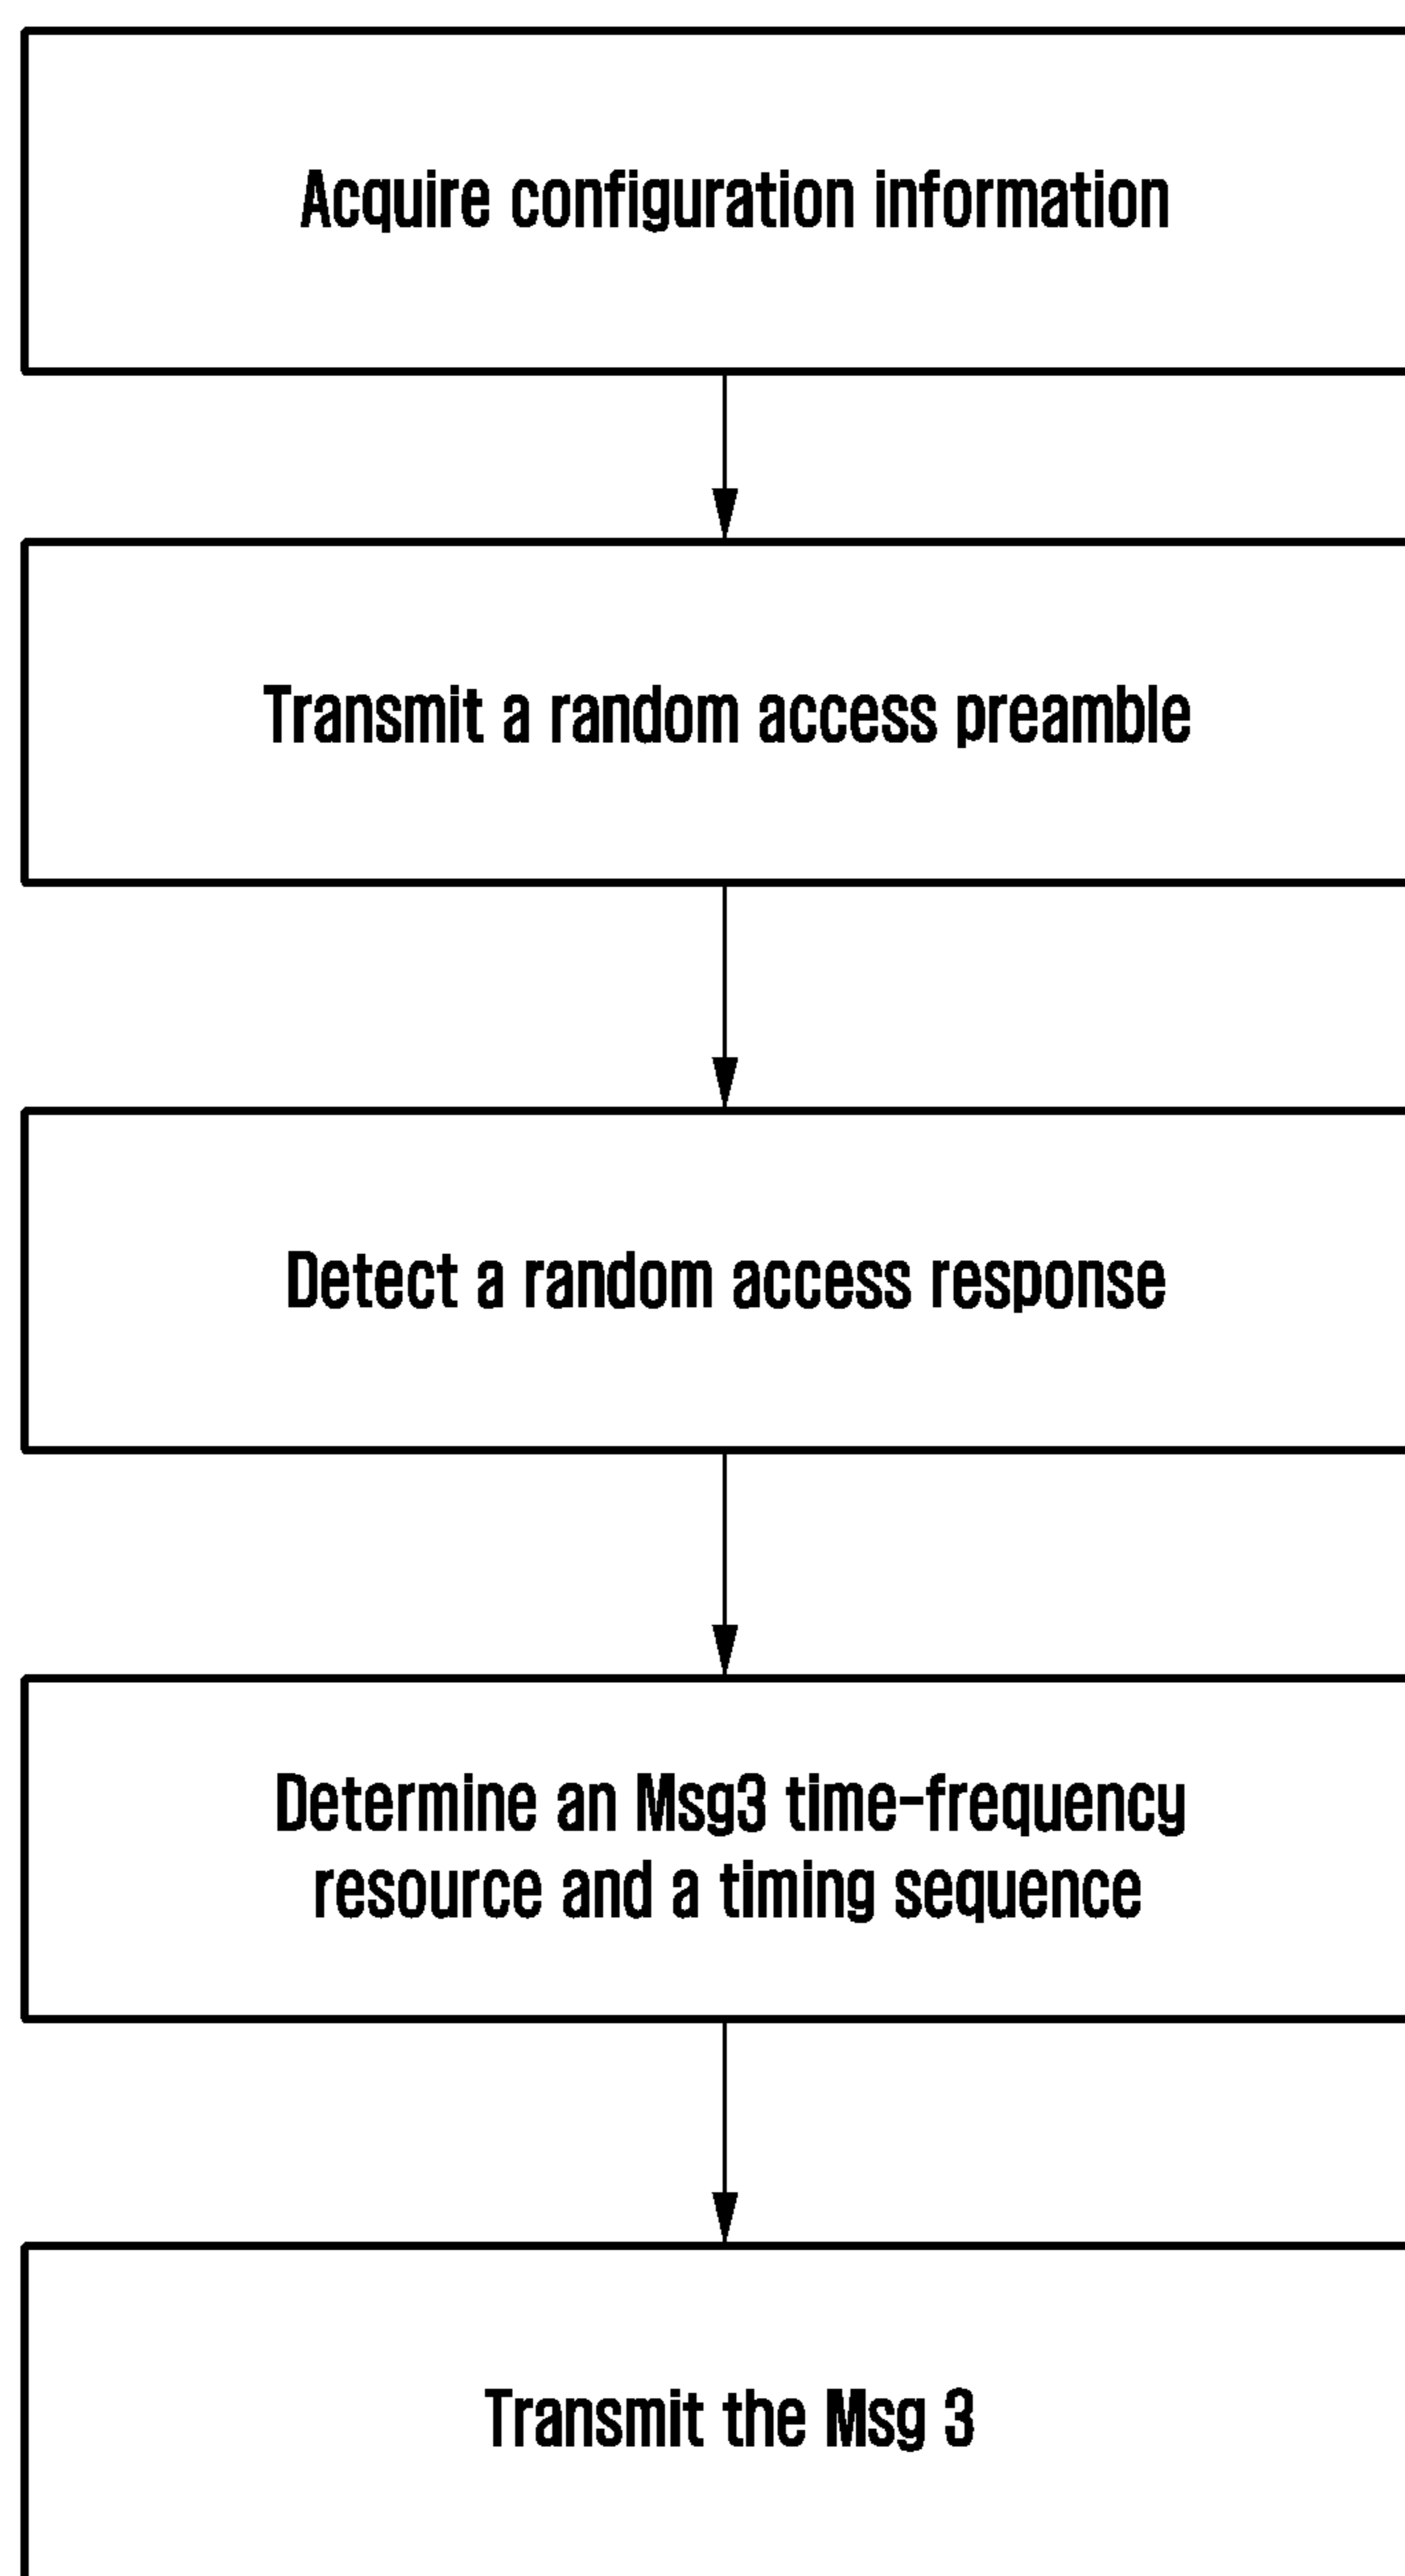 Acquire configuration information
Transmit a random access preamble
Detect a random access response
Determine an Msg3 time-frequency
resource and a timing sequence
Transmit the Msg 3